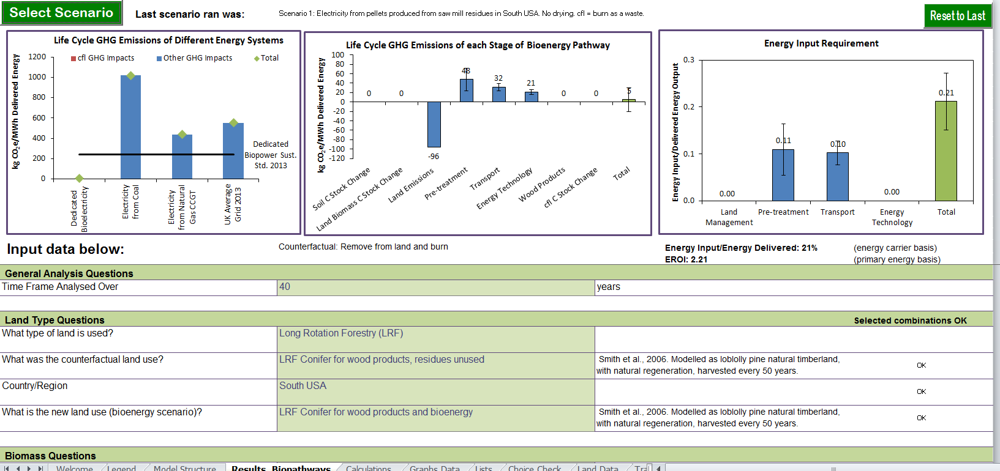 Select Scenario
Last scenario ran was:
Scenario 1: Electricity from pellets produced from saw mill residues in South USA. No drying. cfl = burn as a waste.
Reset to Last
Life Cycle GHG Emissions of Different Energy Systems
cfl GHG Impacts
Other GHG Impacts
Total
kg CO2e/MWh Delivered Energy
1200
1000
800
600
400
200
0
Dedicated
Biopower Sust.
Std. 2013
Dedicated
Bioelectricity
Electricity
from Coal
Electricity
from Natural
Gas CCGT
UK Average
Grid 2013
Life Cycle GHG Emissions of each Stage of Bioenergy Pathway
kg CO2e/MWh Delivered Energy
100
80
60
40
20
0
-20
-40
-60
-80
-100
-120
0
0
-96
48
32
21
0
0
5
Soil C Stock Change
Land Biomass C Stock Change
Land Emissions
Pre-treatment
Transport
Energy Technology
Wood Products
cfl C Stock Change
Total
Energy Input Requirement
Energy Input/Delivered Energy Output
0.3
0.2
0.1
0.0
0.00
0.11
0.10
0.00
0.21
Land
Management
Pre-treatment
Transport
Energy
Technology
Total
Input data below:
Counterfactual: Remove from land and burn
Energy Input/Energy Delivered: 21% (energy carrier basis)
EROI: 2.21 (primary energy basis)
General Analysis Questions
Time Frame Analysed Over 40 years
Land Type Questions Selected combinations OK
What type of land is used? Long Rotation Forestry (LRF)
What was the counterfactual land use? LRF Conifer for wood products, residues unused Smith et al., 2006. Modelled as loblolly pine natural timberland,
with natural regeneration, harvested every 50 years. OK
Country/Region South USA OK
What is the new land use (bioenergy scenario)? LRF Conifer for wood products and bioenergy Smith et al., 2006. Modelled as loblolly pine natural timberland,
with natural regeneration, harvested every 50 years. OK
Biomass Questions
Welcome Legend Model Structure Results_Biopathways Calculations Graphs Data Lists Choice Check Land Data Tra